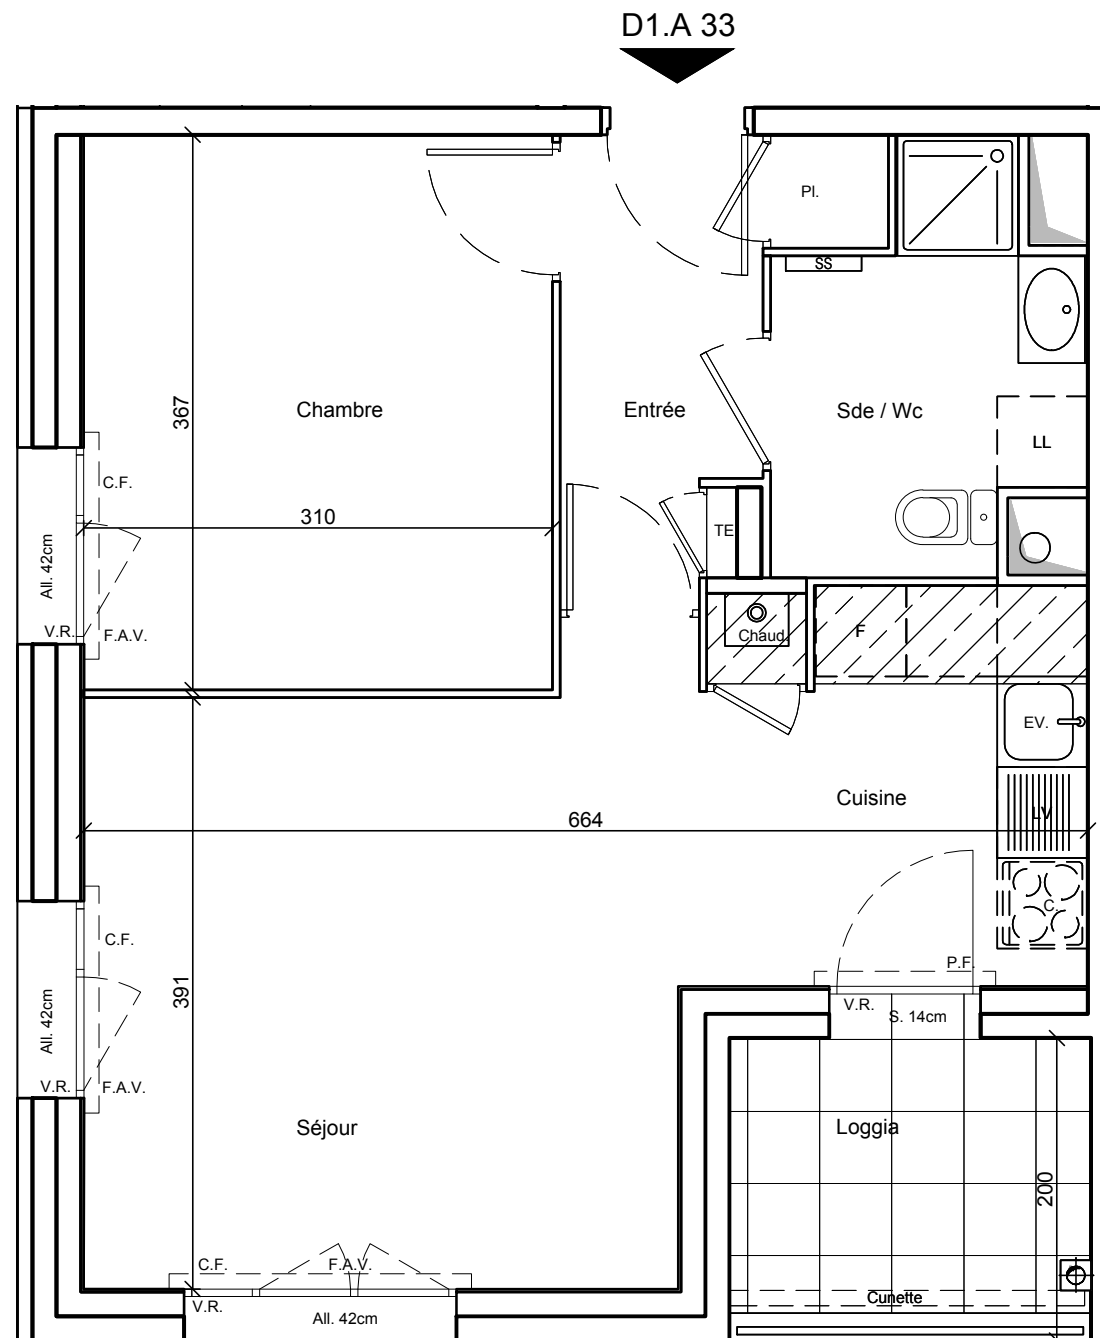 D1.A 33
Pl.
SS
367
Chambre
Entrée
Sde / Wc
LL
C.F.
310
TE
All. 42cm
V.R.
F.A.V.
Chaud.
F
EV.
Cuisine
LV
664
C.
C.F.
P.F.
391
V.R.
S. 14cm
All. 42cm
V.R.
F.A.V.
Séjour
Loggia
200
C.F.
F.A.V.
V.R.
Cunette
All. 42cm